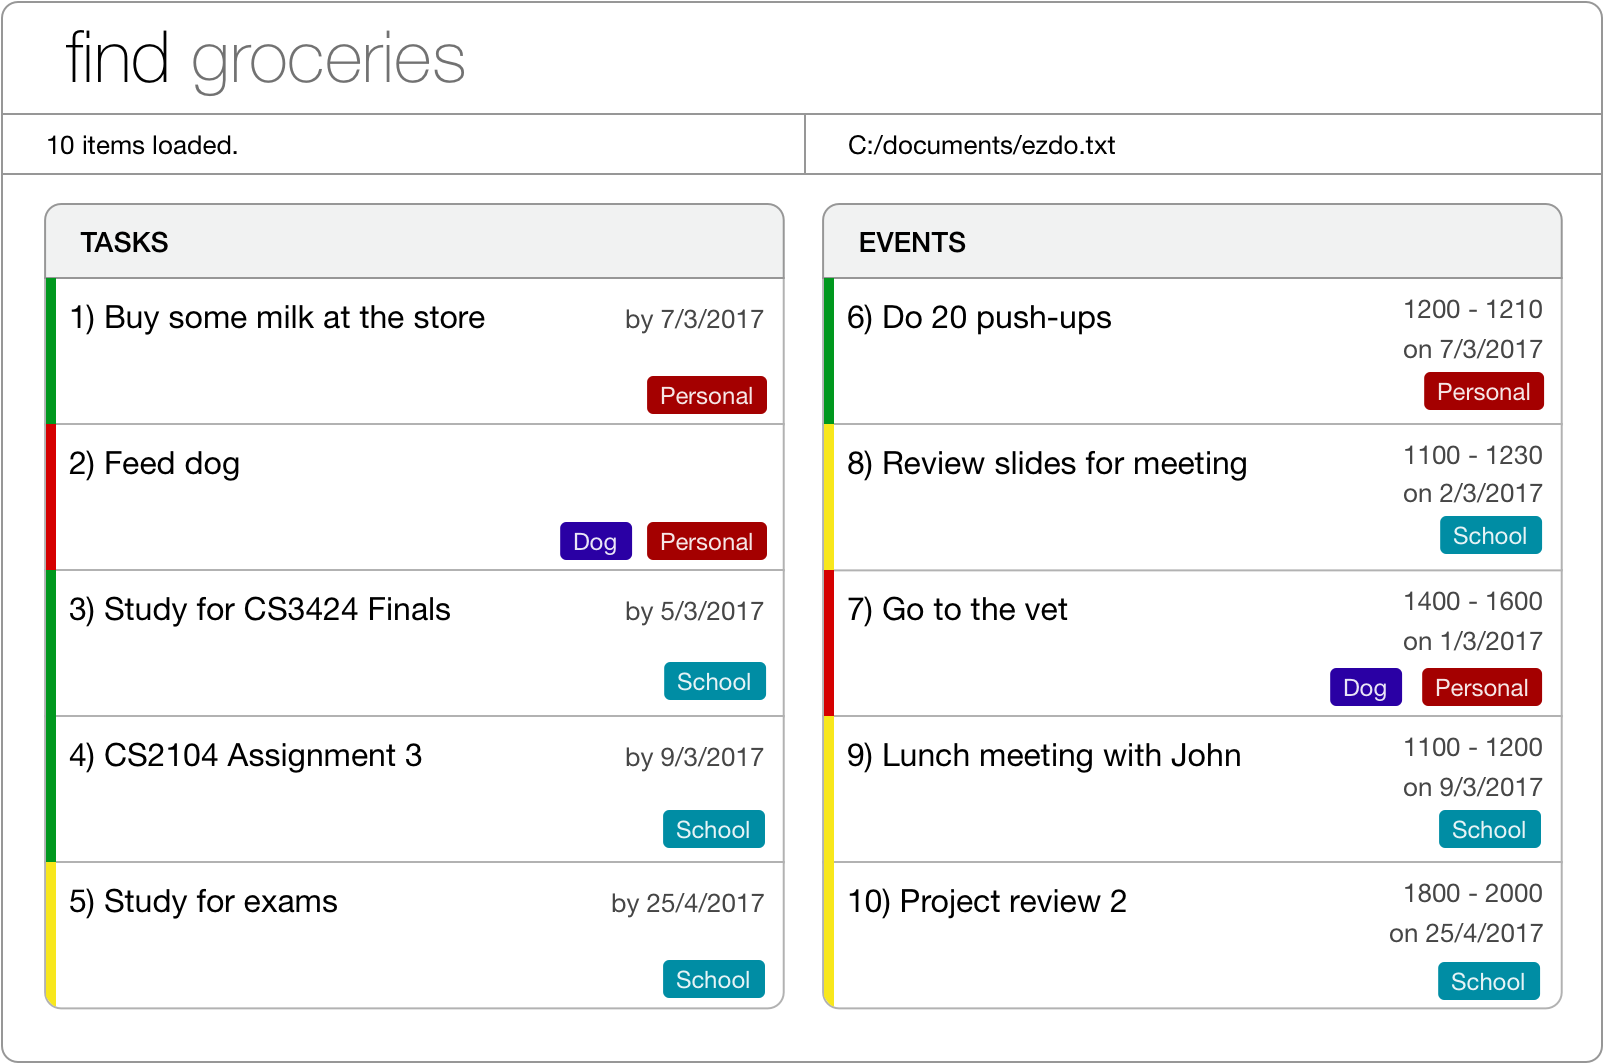 find groceries
10 items loaded.
C:/documents/ezdo.txt
TASKS
1) Buy some milk at the store
by 7/3/2017
Personal
2) Feed dog
Dog
Personal
3) Study for CS3424 Finals
by 5/3/2017
School
4) CS2104 Assignment 3
by 9/3/2017
School
5) Study for exams
by 25/4/2017
School
EVENTS
6) Do 20 push-ups
1200 - 1210
on 7/3/2017
Personal
8) Review slides for meeting
1100 - 1230
on 2/3/2017
School
7) Go to the vet
1400 - 1600
on 1/3/2017
Dog
Personal
9) Lunch meeting with John
1100 - 1200
on 9/3/2017
School
10) Project review 2
1800 - 2000
on 25/4/2017
School